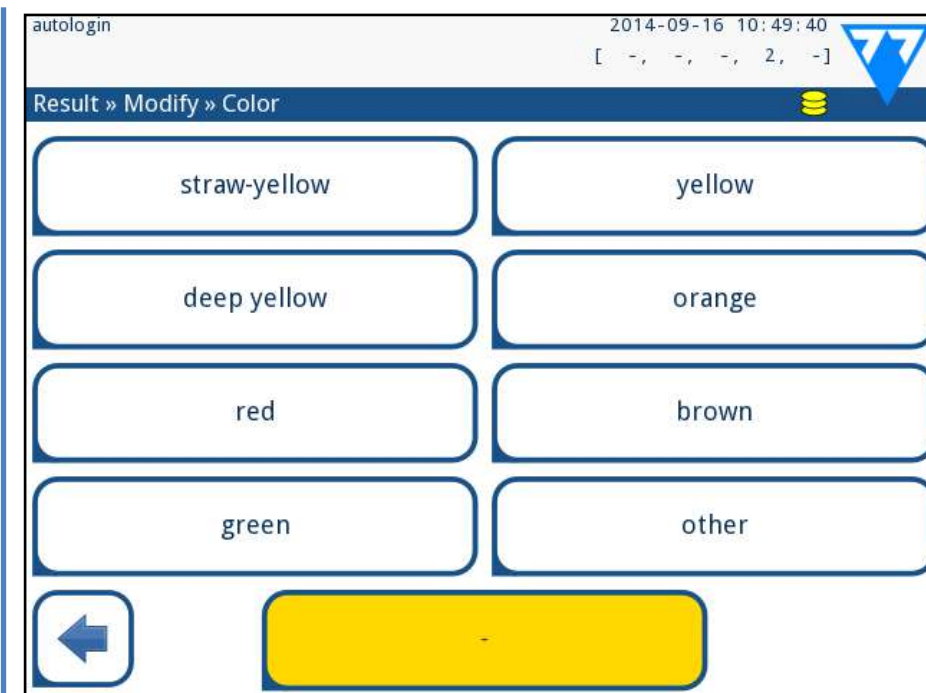 autologin 2014-09-16 10:49:40
[ -, -, -, 2, -]
Result » Modify » Color
straw-yellow yellow
deep yellow orange
red brown
green other
-